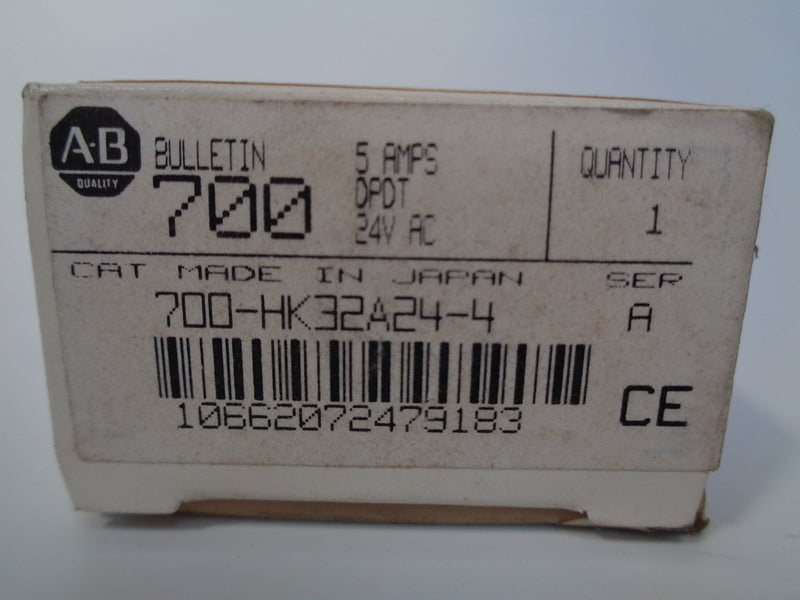 A-B
QUALITY
BULLETIN
700
5 AMPS
DPDT
24V AC
QUANTITY
1
CAT MADE IN JAPAN
SER
700-HK32A24-4
A
10662072479183
CE